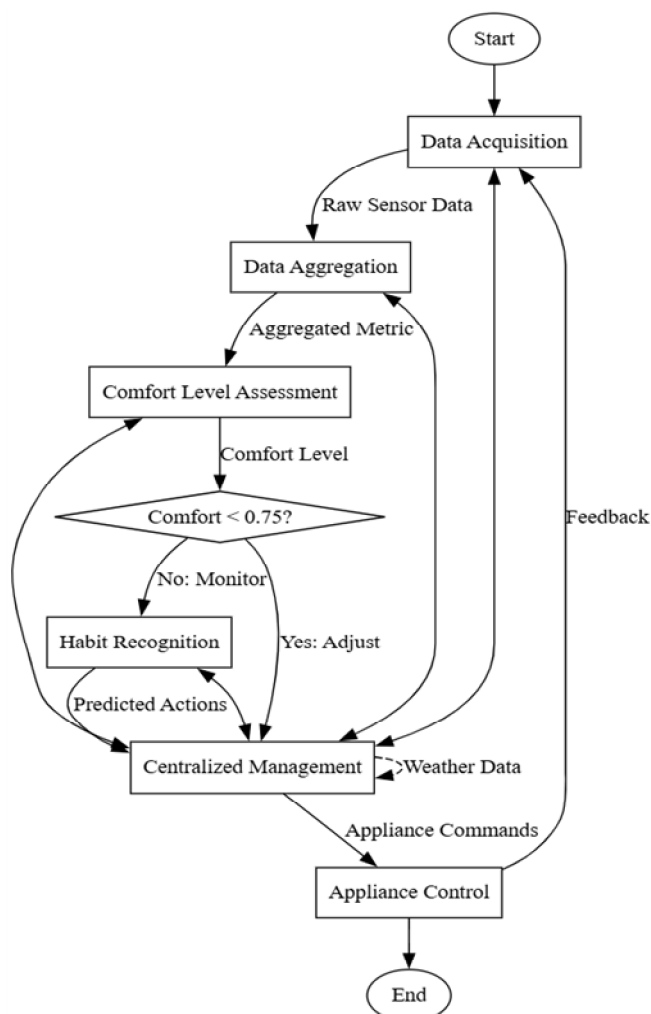 Start
Data Acquisition
Raw Sensor Data
Data Aggregation
Aggregated Metric
Comfort Level Assessment
Comfort Level
Comfort < 0.75?
Feedback
No: Monitor
Habit Recognition
Yes: Adjust
Predicted Actions
Centralized Management
Weather Data
Appliance Commands
Appliance Control
End